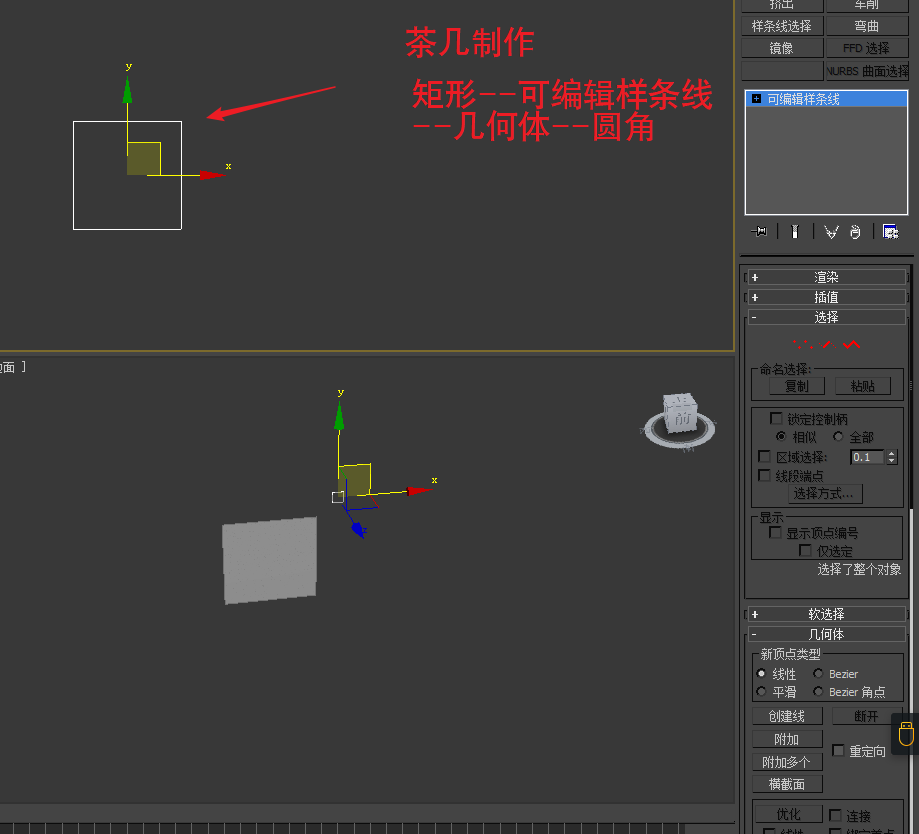 挤出
车削
样条线选择
弯曲
镜像
FFD 选择
NURBS 曲面选择
可编辑样条线
茶几制作
矩形--可编辑样条线
--几何体--圆角
y
x
+ 渲染
+ 插值
- 选择
命名选择:
复制
粘贴
锁定控制柄
相似
全部
区域选择:
0.1
线段端点
选择方式...
显示
显示顶点编号
仅选定
选择了整个对象
面 ]
y
x
z
前
+ 软选择
- 几何体
新顶点类型
线性
Bezier
平滑
Bezier 角点
创建线
断开
附加
重定向
附加多个
横截面
优化
连接
线性
绑定首点